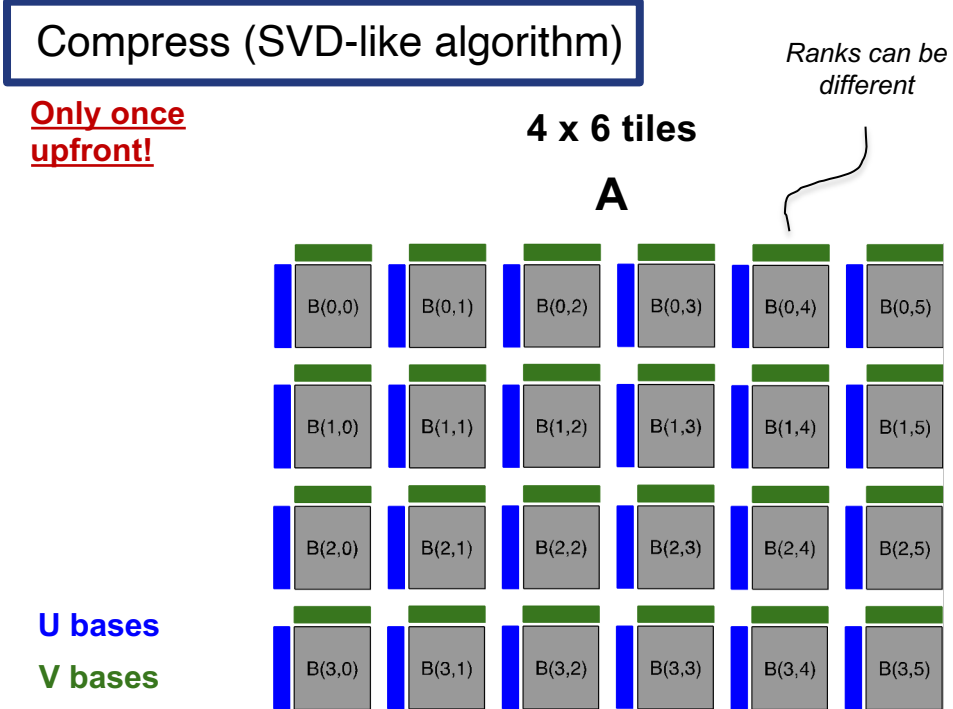 Compress (SVD-like algorithm)
Ranks can be
different
Only once
upfront!
4 x 6 tiles
A
B(0,0) B(0,1) B(0,2) B(0,3) B(0,4) B(0,5)
B(1,0) B(1,1) B(1,2) B(1,3) B(1,4) B(1,5)
B(2,0) B(2,1) B(2,2) B(2,3) B(2,4) B(2,5)
U bases
B(3,0) B(3,1) B(3,2) B(3,3) B(3,4) B(3,5)
V bases